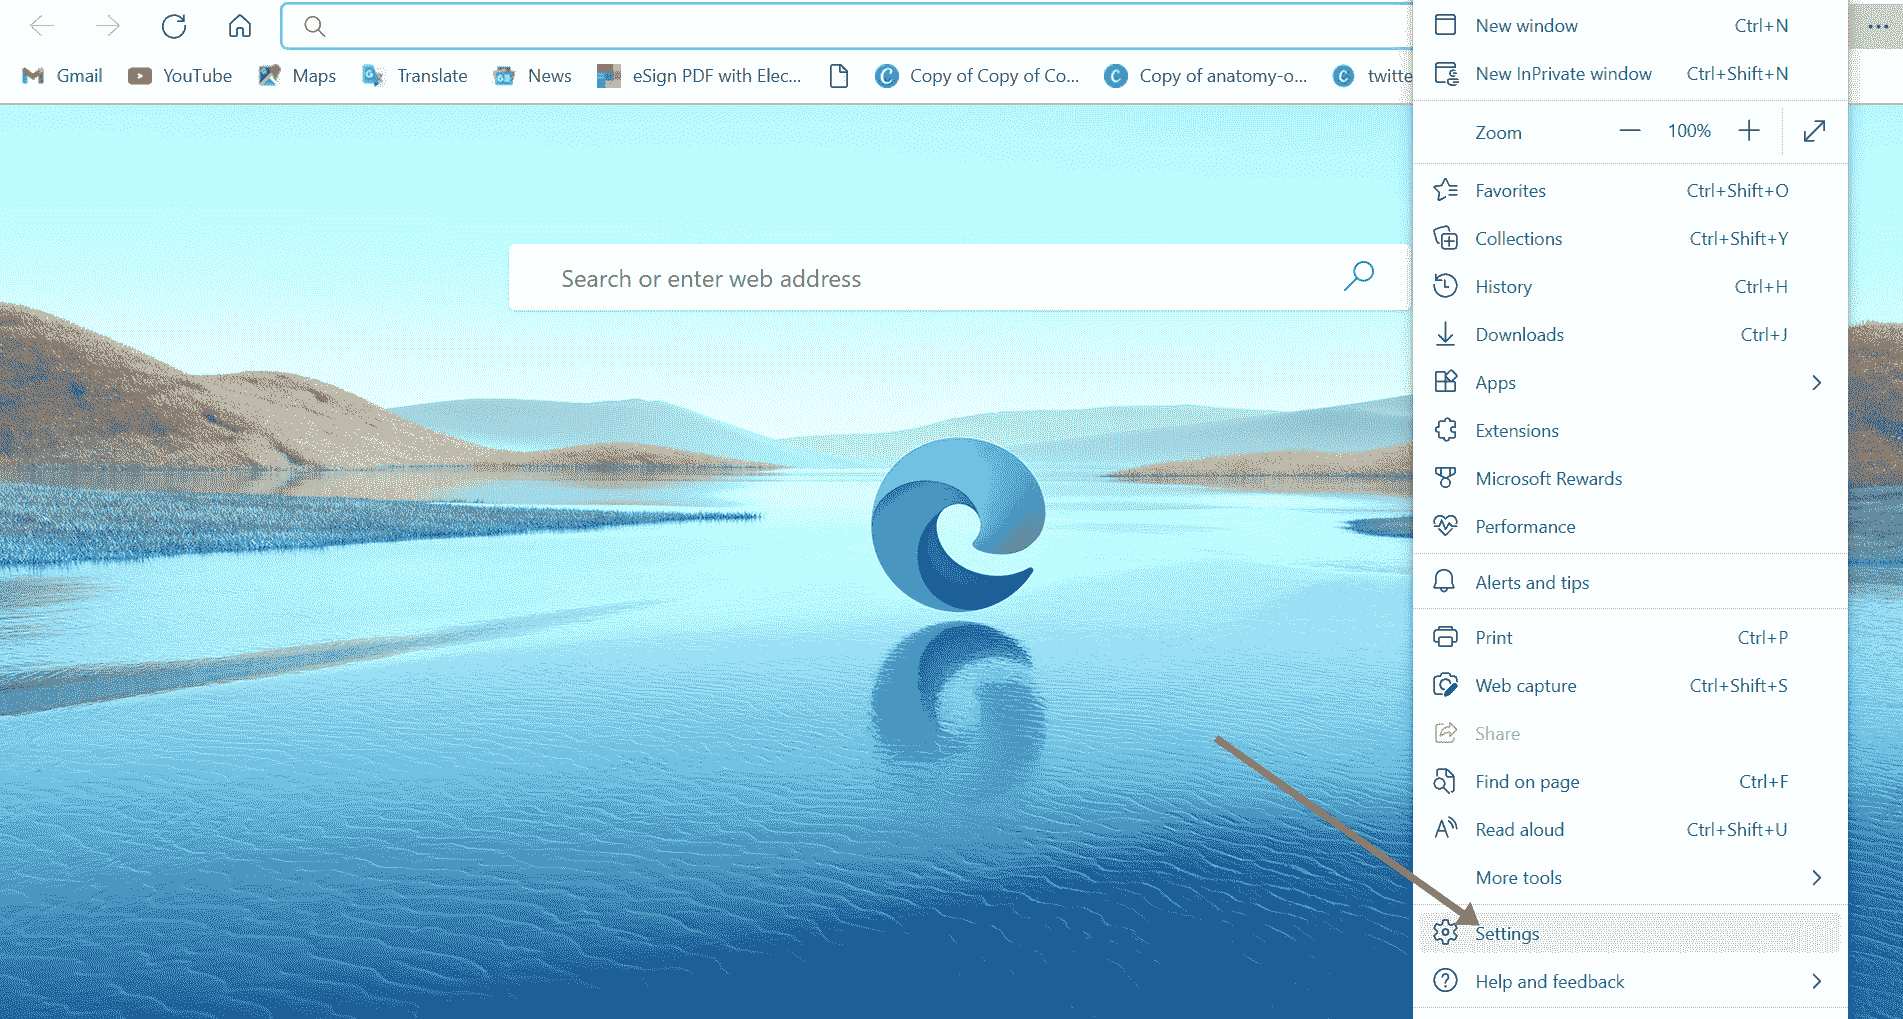 Gmail YouTube Maps Translate News eSign PDF with Elec... Copy of Copy of Co... Copy of anatomy-o... twitte
Search or enter web address
New window Ctrl+N
New InPrivate window Ctrl+Shift+N
Zoom 100%
Favorites Ctrl+Shift+O
Collections Ctrl+Shift+Y
History Ctrl+H
Downloads Ctrl+J
Apps
Extensions
Microsoft Rewards
Performance
Alerts and tips
Print Ctrl+P
Web capture Ctrl+Shift+S
Share
Find on page Ctrl+F
Read aloud Ctrl+Shift+U
More tools
Settings
Help and feedback